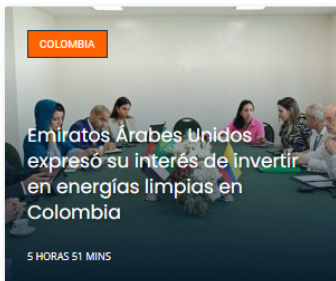 COLOMBIA
Emiratos Árabes Unidos
expresó su interés de invertir
en energías limpias en
Colombia
5 HORAS 51 MINS